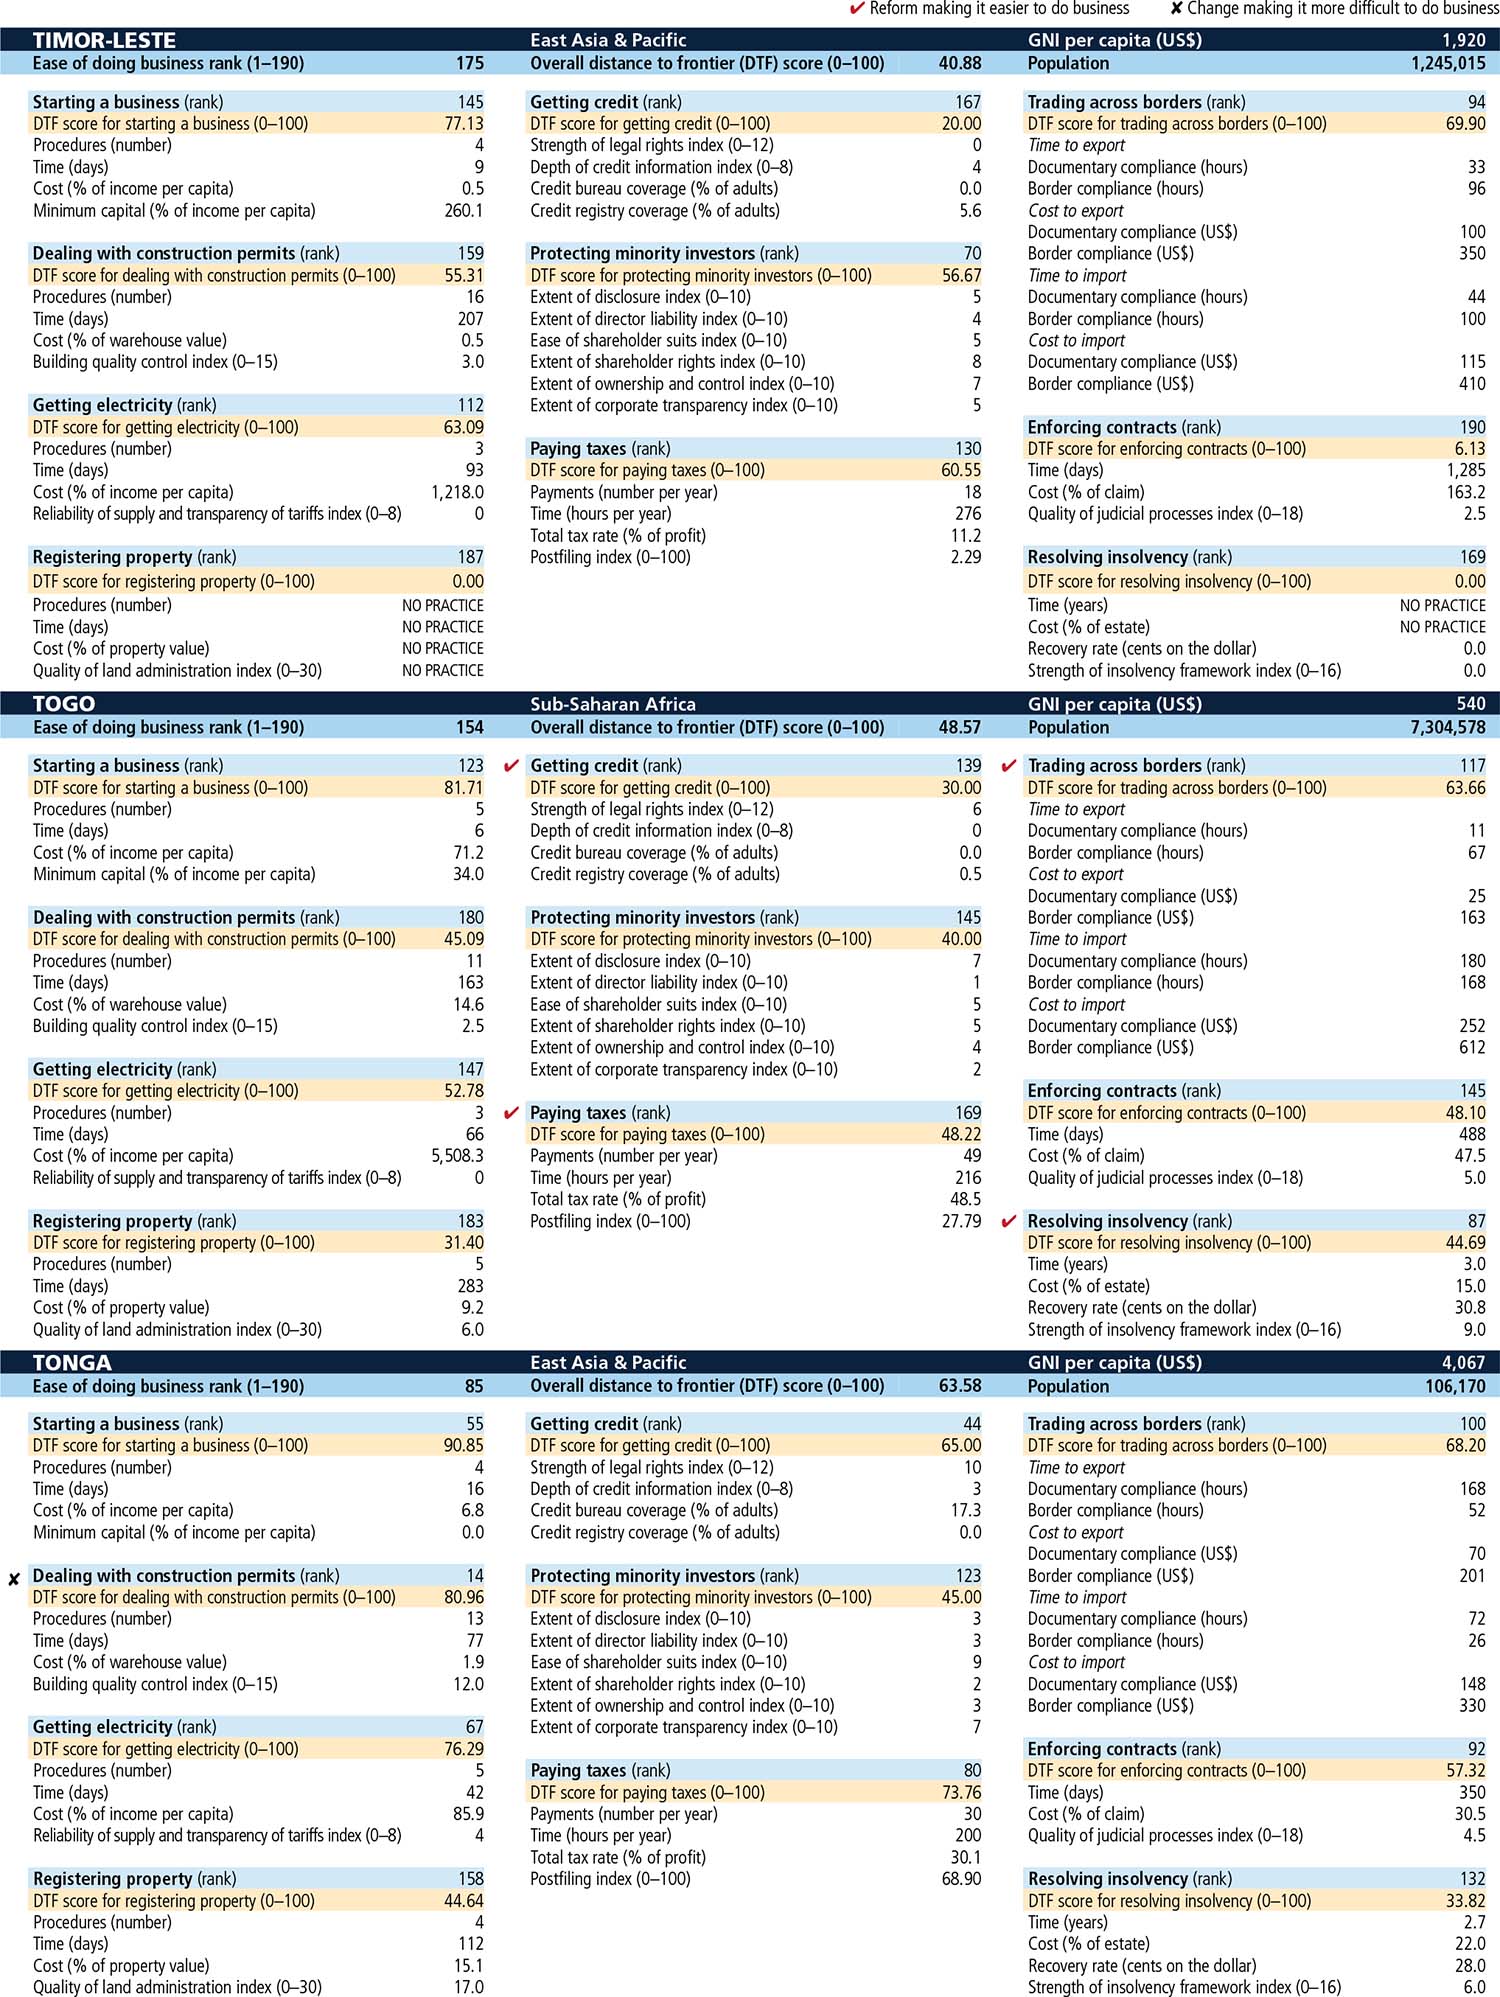 ✔ Reform making it easier to do business ✘ Change making it more difficult to do business
TIMOR-LESTE East Asia & Pacific GNI per capita (US$) 1,920
Ease of doing business rank (1–190) 175 Overall distance to frontier (DTF) score (0–100) 40.88 Population 1,245,015
Starting a business (rank) 145
DTF score for starting a business (0–100) 77.13
Procedures (number) 4
Time (days) 9
Cost (% of income per capita) 0.5
Minimum capital (% of income per capita) 260.1
Dealing with construction permits (rank) 159
DTF score for dealing with construction permits (0–100) 55.31
Procedures (number) 16
Time (days) 207
Cost (% of warehouse value) 0.5
Building quality control index (0–15) 3.0
Getting electricity (rank) 112
DTF score for getting electricity (0–100) 63.09
Procedures (number) 3
Time (days) 93
Cost (% of income per capita) 1,218.0
Reliability of supply and transparency of tariffs index (0–8) 0
Registering property (rank) 187
DTF score for registering property (0–100) 0.00
Procedures (number) NO PRACTICE
Time (days) NO PRACTICE
Cost (% of property value) NO PRACTICE
Quality of land administration index (0–30) NO PRACTICE
Getting credit (rank) 167
DTF score for getting credit (0–100) 20.00
Strength of legal rights index (0–12) 0
Depth of credit information index (0–8) 4
Credit bureau coverage (% of adults) 0.0
Credit registry coverage (% of adults) 5.6
Protecting minority investors (rank) 70
DTF score for protecting minority investors (0–100) 56.67
Extent of disclosure index (0–10) 5
Extent of director liability index (0–10) 4
Ease of shareholder suits index (0–10) 5
Extent of shareholder rights index (0–10) 8
Extent of ownership and control index (0–10) 7
Extent of corporate transparency index (0–10) 5
Paying taxes (rank) 130
DTF score for paying taxes (0–100) 60.55
Payments (number per year) 18
Time (hours per year) 276
Total tax rate (% of profit) 11.2
Postfiling index (0–100) 2.29
Trading across borders (rank) 94
DTF score for trading across borders (0–100) 69.90
Time to export
Documentary compliance (hours) 33
Border compliance (hours) 96
Cost to export
Documentary compliance (US$) 100
Border compliance (US$) 350
Time to import
Documentary compliance (hours) 44
Border compliance (hours) 100
Cost to import
Documentary compliance (US$) 115
Border compliance (US$) 410
Enforcing contracts (rank) 190
DTF score for enforcing contracts (0–100) 6.13
Time (days) 1,285
Cost (% of claim) 163.2
Quality of judicial processes index (0–18) 2.5
Resolving insolvency (rank) 169
DTF score for resolving insolvency (0–100) 0.00
Time (years) NO PRACTICE
Cost (% of estate) NO PRACTICE
Recovery rate (cents on the dollar) 0.0
Strength of insolvency framework index (0–16) 0.0
TOGO Sub-Saharan Africa GNI per capita (US$) 540
Ease of doing business rank (1–190) 154 Overall distance to frontier (DTF) score (0–100) 48.57 Population 7,304,578
Starting a business (rank) 123
DTF score for starting a business (0–100) 81.71
Procedures (number) 5
Time (days) 6
Cost (% of income per capita) 71.2
Minimum capital (% of income per capita) 34.0
Dealing with construction permits (rank) 180
DTF score for dealing with construction permits (0–100) 45.09
Procedures (number) 11
Time (days) 163
Cost (% of warehouse value) 14.6
Building quality control index (0–15) 2.5
Getting electricity (rank) 147
DTF score for getting electricity (0–100) 52.78
Procedures (number) 3
Time (days) 66
Cost (% of income per capita) 5,508.3
Reliability of supply and transparency of tariffs index (0–8) 0
Registering property (rank) 183
DTF score for registering property (0–100) 31.40
Procedures (number) 5
Time (days) 283
Cost (% of property value) 9.2
Quality of land administration index (0–30) 6.0
✔ Getting credit (rank) 139
DTF score for getting credit (0–100) 30.00
Strength of legal rights index (0–12) 6
Depth of credit information index (0–8) 0
Credit bureau coverage (% of adults) 0.0
Credit registry coverage (% of adults) 0.5
Protecting minority investors (rank) 145
DTF score for protecting minority investors (0–100) 40.00
Extent of disclosure index (0–10) 7
Extent of director liability index (0–10) 1
Ease of shareholder suits index (0–10) 5
Extent of shareholder rights index (0–10) 5
Extent of ownership and control index (0–10) 4
Extent of corporate transparency index (0–10) 2
✔ Paying taxes (rank) 169
DTF score for paying taxes (0–100) 48.22
Payments (number per year) 49
Time (hours per year) 216
Total tax rate (% of profit) 48.5
Postfiling index (0–100) 27.79
✔ Trading across borders (rank) 117
DTF score for trading across borders (0–100) 63.66
Time to export
Documentary compliance (hours) 11
Border compliance (hours) 67
Cost to export
Documentary compliance (US$) 25
Border compliance (US$) 163
Time to import
Documentary compliance (hours) 180
Border compliance (hours) 168
Cost to import
Documentary compliance (US$) 252
Border compliance (US$) 612
Enforcing contracts (rank) 145
DTF score for enforcing contracts (0–100) 48.10
Time (days) 488
Cost (% of claim) 47.5
Quality of judicial processes index (0–18) 5.0
✔ Resolving insolvency (rank) 87
DTF score for resolving insolvency (0–100) 44.69
Time (years) 3.0
Cost (% of estate) 15.0
Recovery rate (cents on the dollar) 30.8
Strength of insolvency framework index (0–16) 9.0
TONGA East Asia & Pacific GNI per capita (US$) 4,067
Ease of doing business rank (1–190) 85 Overall distance to frontier (DTF) score (0–100) 63.58 Population 106,170
Starting a business (rank) 55
DTF score for starting a business (0–100) 90.85
Procedures (number) 4
Time (days) 16
Cost (% of income per capita) 6.8
Minimum capital (% of income per capita) 0.0
✘ Dealing with construction permits (rank) 14
DTF score for dealing with construction permits (0–100) 80.96
Procedures (number) 13
Time (days) 77
Cost (% of warehouse value) 1.9
Building quality control index (0–15) 12.0
Getting electricity (rank) 67
DTF score for getting electricity (0–100) 76.29
Procedures (number) 5
Time (days) 42
Cost (% of income per capita) 85.9
Reliability of supply and transparency of tariffs index (0–8) 4
Registering property (rank) 158
DTF score for registering property (0–100) 44.64
Procedures (number) 4
Time (days) 112
Cost (% of property value) 15.1
Quality of land administration index (0–30) 17.0
Getting credit (rank) 44
DTF score for getting credit (0–100) 65.00
Strength of legal rights index (0–12) 10
Depth of credit information index (0–8) 3
Credit bureau coverage (% of adults) 17.3
Credit registry coverage (% of adults) 0.0
Protecting minority investors (rank) 123
DTF score for protecting minority investors (0–100) 45.00
Extent of disclosure index (0–10) 3
Extent of director liability index (0–10) 3
Ease of shareholder suits index (0–10) 9
Extent of shareholder rights index (0–10) 2
Extent of ownership and control index (0–10) 3
Extent of corporate transparency index (0–10) 7
Paying taxes (rank) 80
DTF score for paying taxes (0–100) 73.76
Payments (number per year) 30
Time (hours per year) 200
Total tax rate (% of profit) 30.1
Postfiling index (0–100) 68.90
Trading across borders (rank) 100
DTF score for trading across borders (0–100) 68.20
Time to export
Documentary compliance (hours) 168
Border compliance (hours) 52
Cost to export
Documentary compliance (US$) 70
Border compliance (US$) 201
Time to import
Documentary compliance (hours) 72
Border compliance (hours) 26
Cost to import
Documentary compliance (US$) 148
Border compliance (US$) 330
Enforcing contracts (rank) 92
DTF score for enforcing contracts (0–100) 57.32
Time (days) 350
Cost (% of claim) 30.5
Quality of judicial processes index (0–18) 4.5
Resolving insolvency (rank) 132
DTF score for resolving insolvency (0–100) 33.82
Time (years) 2.7
Cost (% of estate) 22.0
Recovery rate (cents on the dollar) 28.0
Strength of insolvency framework index (0–16) 6.0